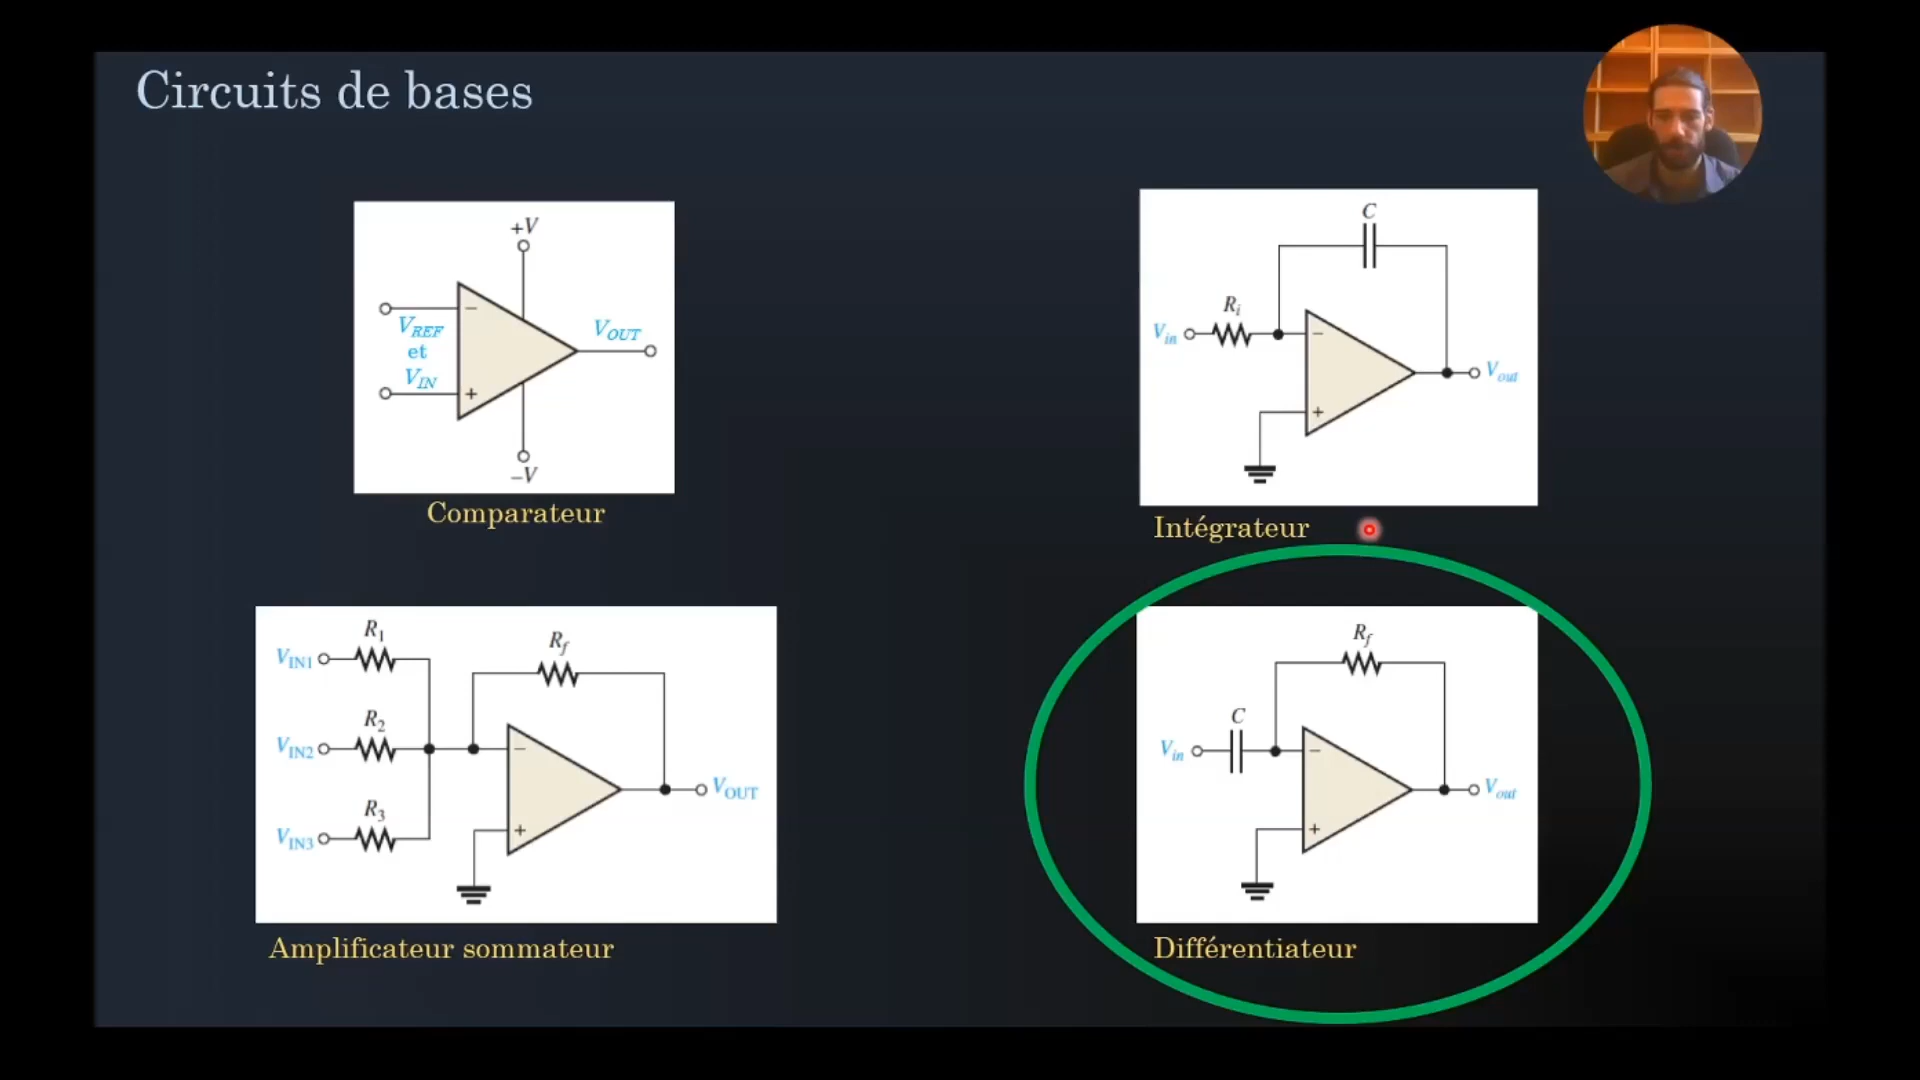 Circuits de bases
+V
−
V_REF
et
V_IN
+
V_OUT
−V
Comparateur
C
R_i
V_in
−
+
V_out
Intégrateur
R_1
V_IN1
R_f
R_2
V_IN2
−
R_3
V_IN3
+
V_OUT
Amplificateur sommateur
R_f
C
V_in
−
+
V_out
Différentiateur